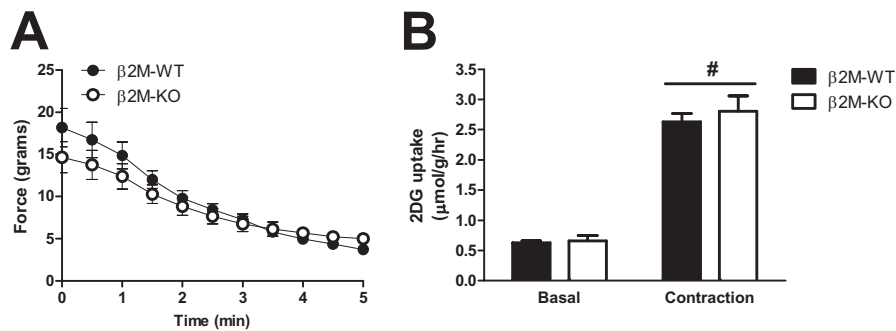 A
β2M-WT
β2M-KO
Force (grams)
25
20
15
10
5
0
0 1 2 3 4 5
Time (min)
B
#
β2M-WT
β2M-KO
2DG uptake
(μmol/g/hr)
3.5
3.0
2.5
2.0
1.5
1.0
0.5
0.0
Basal Contraction